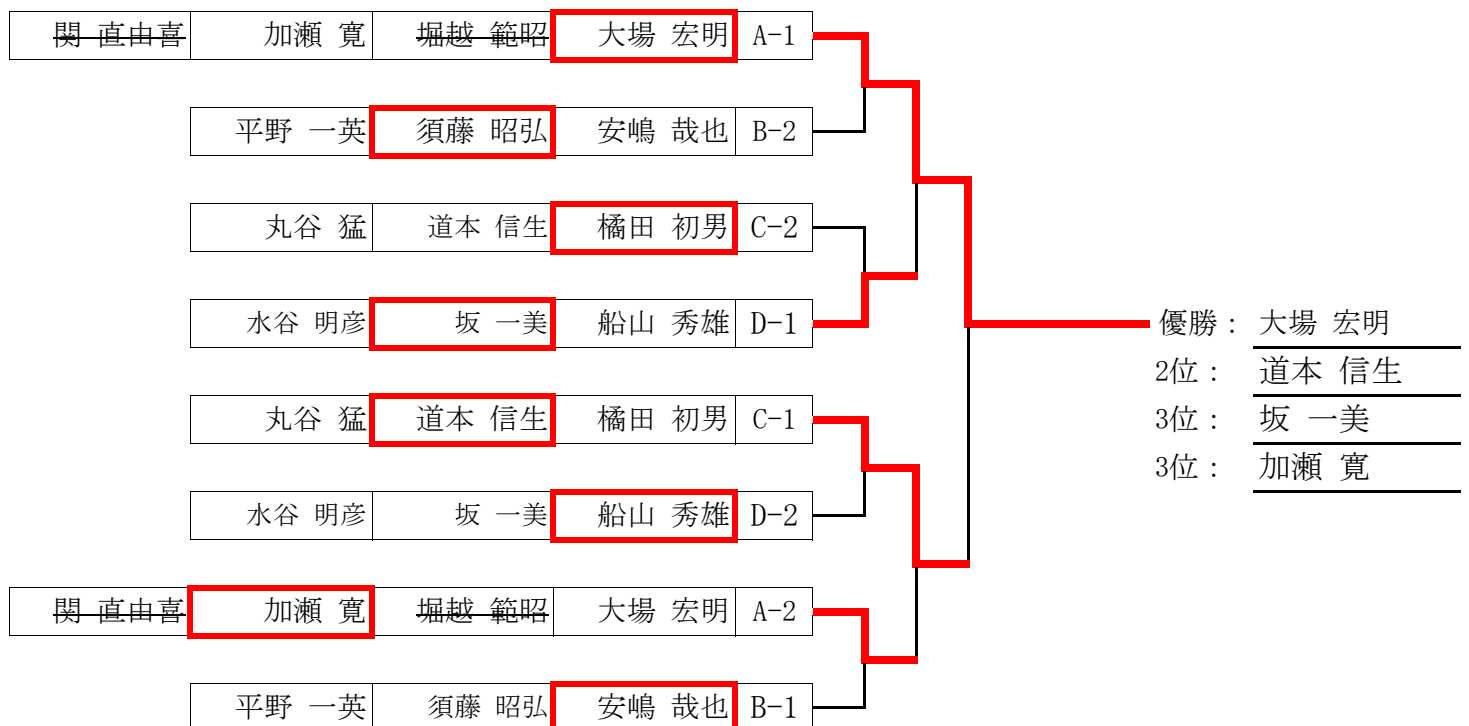 関 直由喜 加瀬 寛 堀越 範昭 大場 宏明 A-1
平野 一英 須藤 昭弘 安嶋 哉也 B-2
丸谷 猛 道本 信生 橘田 初男 C-2
水谷 明彦 坂 一美 船山 秀雄 D-1
優勝： 大場 宏明
2位： 道本 信生
丸谷 猛 道本 信生 橘田 初男 C-1
3位： 坂 一美
3位： 加瀬 寛
水谷 明彦 坂 一美 船山 秀雄 D-2
関 直由喜 加瀬 寛 堀越 範昭 大場 宏明 A-2
平野 一英 須藤 昭弘 安嶋 哉也 B-1